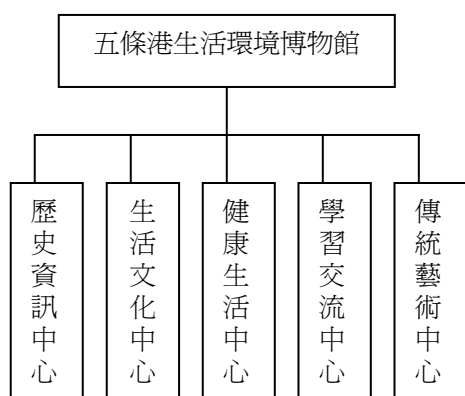 五條港生活環境博物館
歷史資訊中心
生活文化中心
健康生活中心
學習交流中心
傳統藝術中心